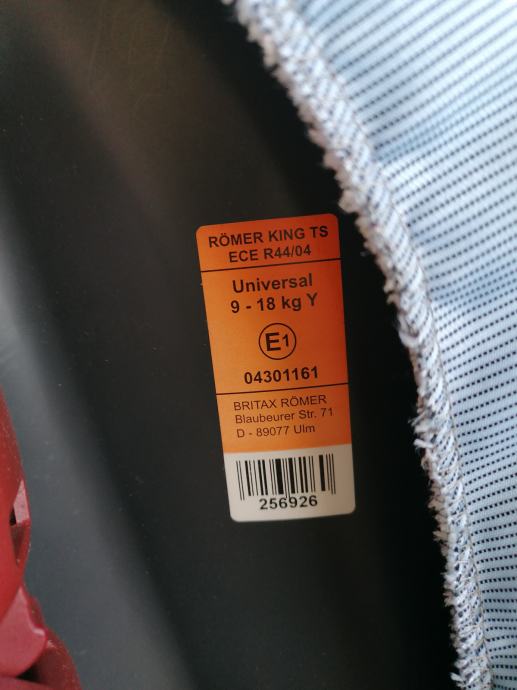 RÖMER KING TS
ECE R44/04
Universal
9 - 18 kg Y
E1
04301161
BRITAX RÖMER
Blaubeurer Str. 71
D - 89077 Ulm
256926